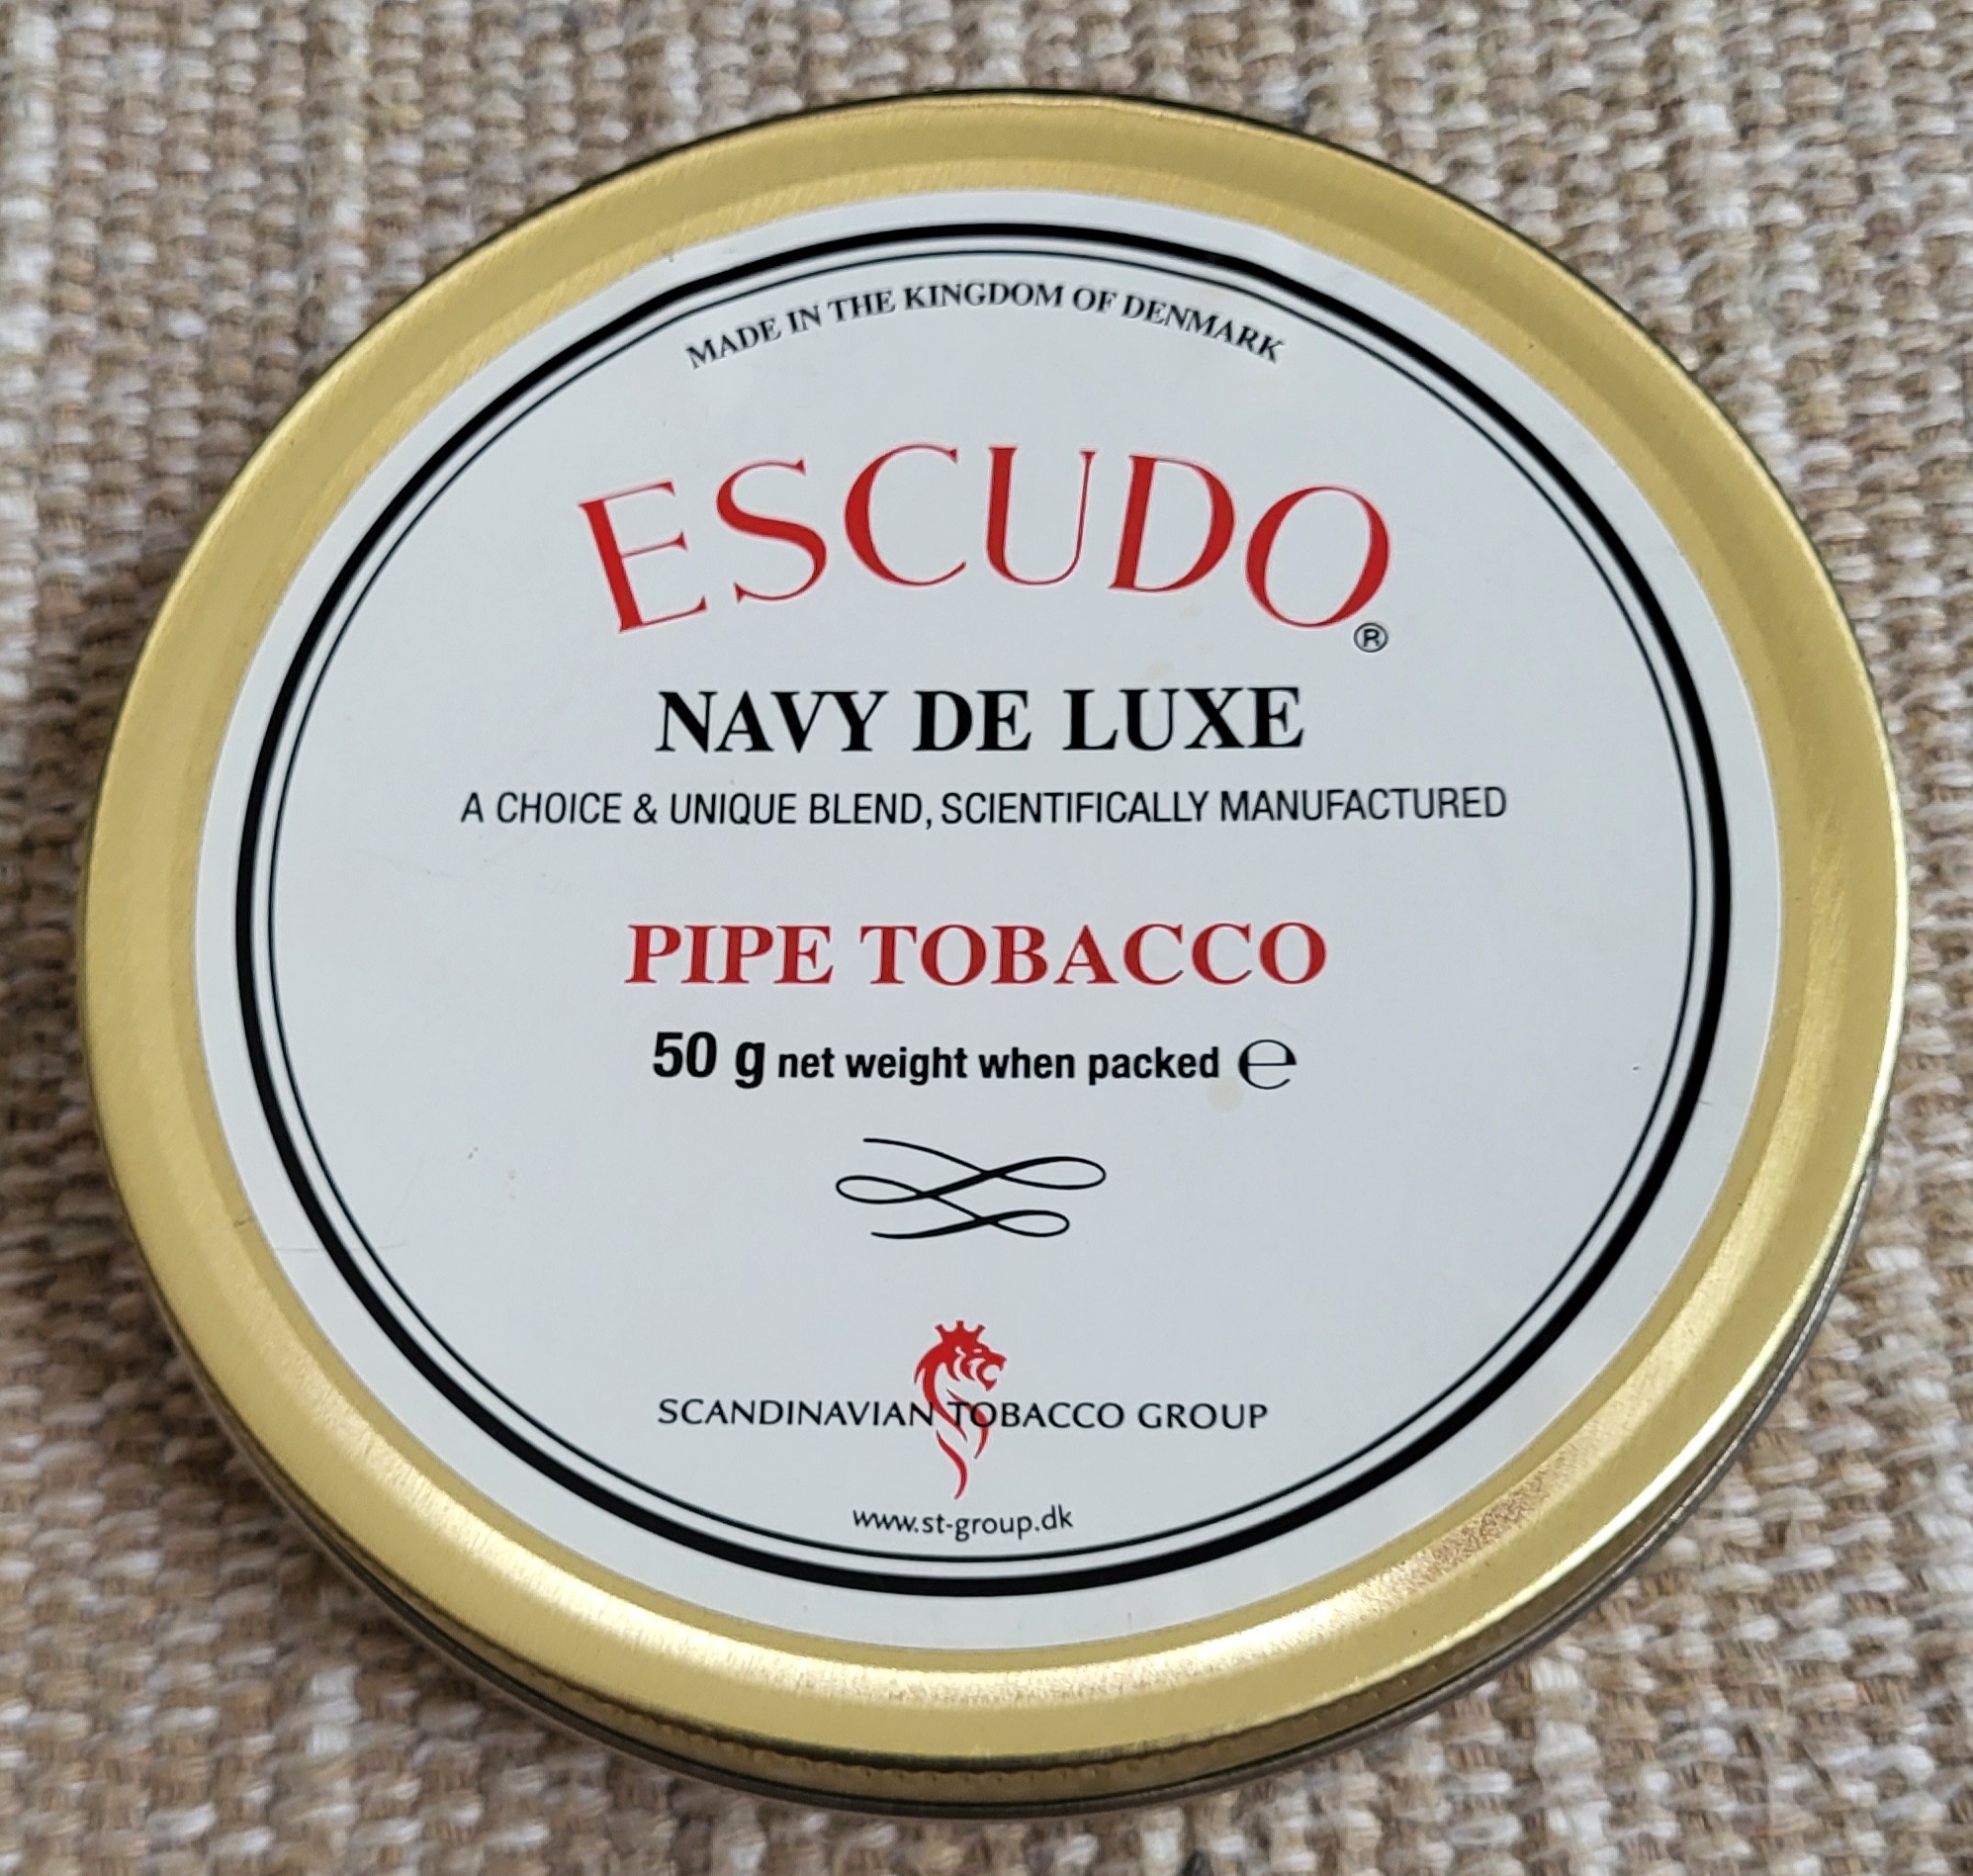 MADE IN THE KINGDOM OF DENMARK
ESCUDO®
NAVY DE LUXE
A CHOICE & UNIQUE BLEND, SCIENTIFICALLY MANUFACTURED
PIPE TOBACCO
50 g net weight when packed ℮
SCANDINAVIAN TOBACCO GROUP
www.st-group.dk